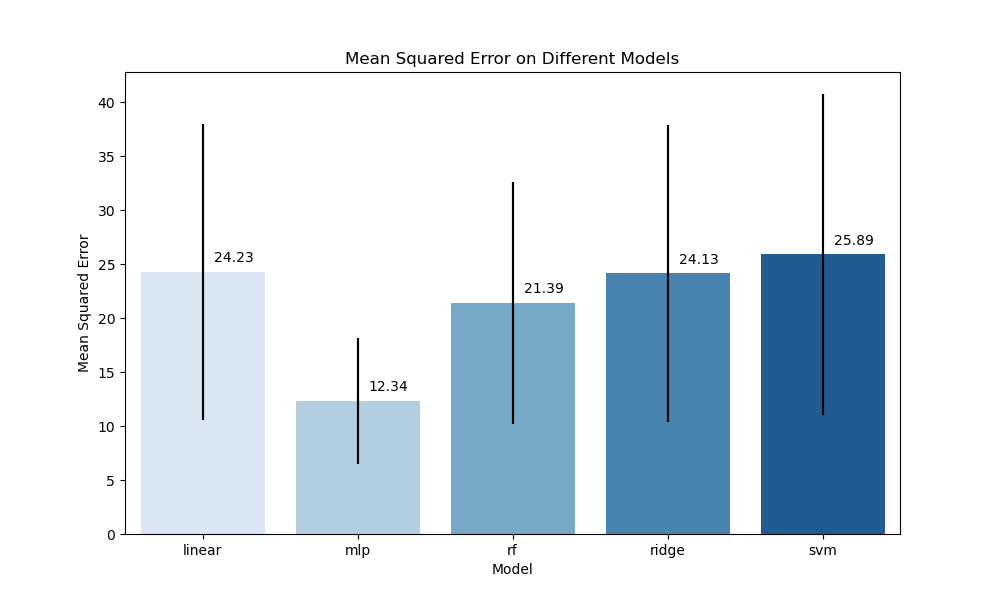 Mean Squared Error on Different Models
Mean Squared Error
40
35
30
25
20
15
10
5
0
24.23
12.34
21.39
24.13
25.89
linear
mlp
rf
ridge
svm
Model